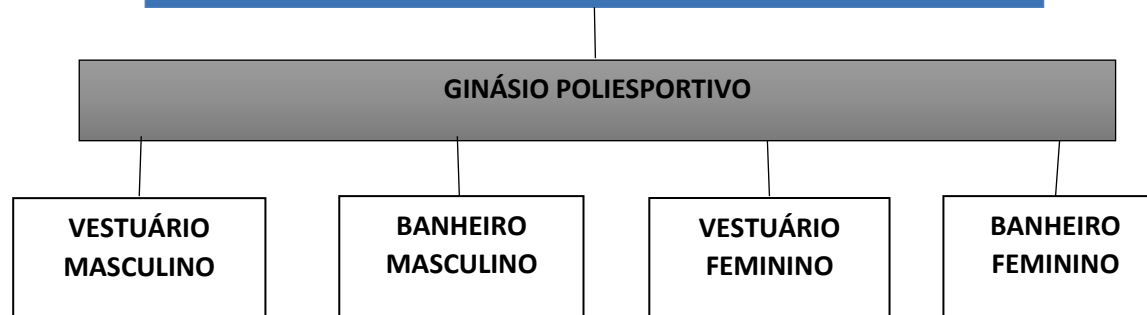 GINÁSIO POLIESPORTIVO
VESTUÁRIO
MASCULINO
BANHEIRO
MASCULINO
VESTUÁRIO
FEMININO
BANHEIRO
FEMININO